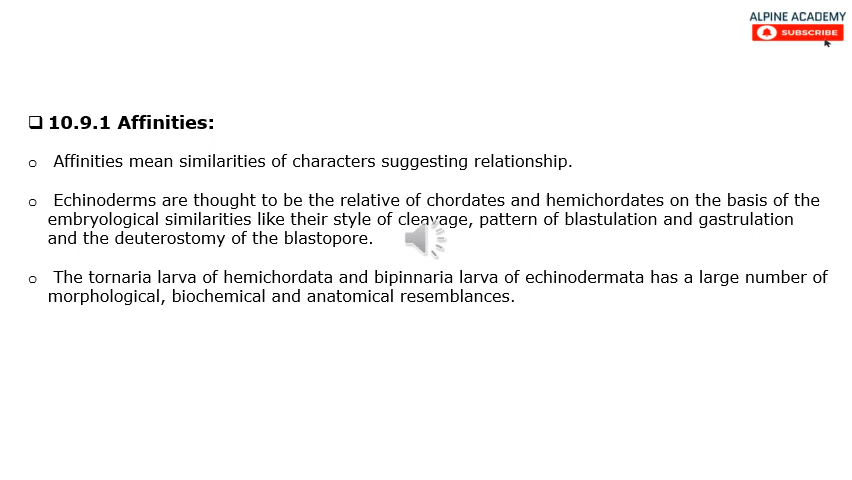 ALPINE ACADEMY
SUBSCRIBE
10.9.1 Affinities:
Affinities mean similarities of characters suggesting relationship.
Echinoderms are thought to be the relative of chordates and hemichordates on the basis of the
embryological similarities like their style of cleavage, pattern of blastulation and gastrulation
and the deuterostomy of the blastopore.
The tornaria larva of hemichordata and bipinnaria larva of echinodermata has a large number of
morphological, biochemical and anatomical resemblances.